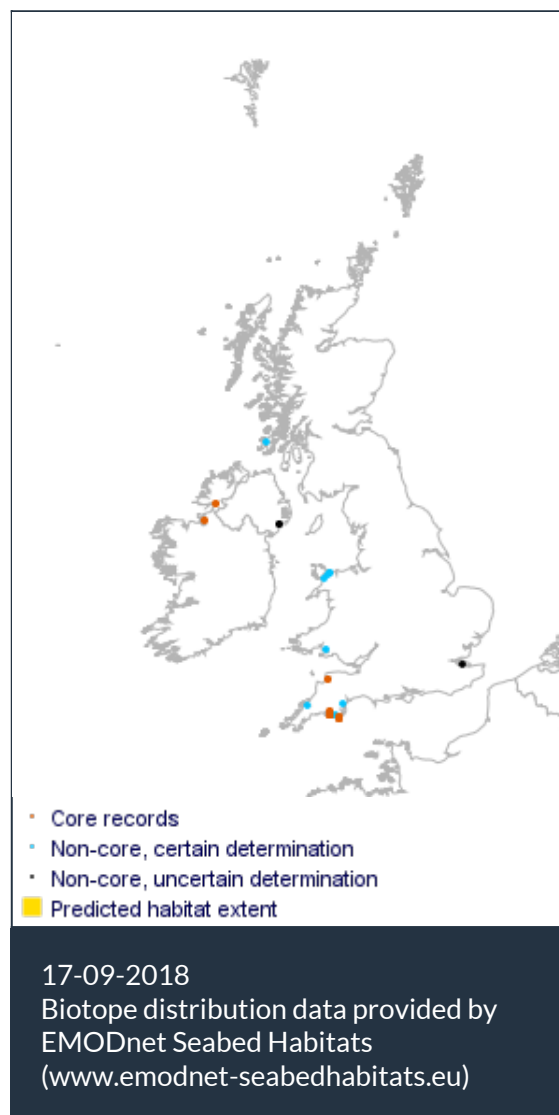 Core records
Non-core, certain determination
Non-core, uncertain determination
Predicted habitat extent
17-09-2018
Biotope distribution data provided by
EMODnet Seabed Habitats
(www.emodnet-seabedhabitats.eu)